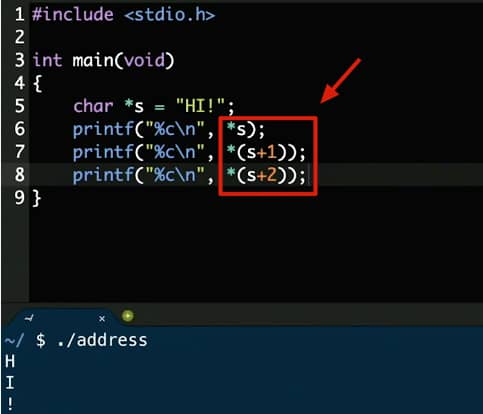 1 #include <stdio.h>
2
3 int main(void)
4 {
5     char *s = "HI!";
6     printf("%c\n", *s);
7     printf("%c\n", *(s+1));
8     printf("%c\n", *(s+2));
9 }
~/ ×
~/ $ ./address
H
I
!